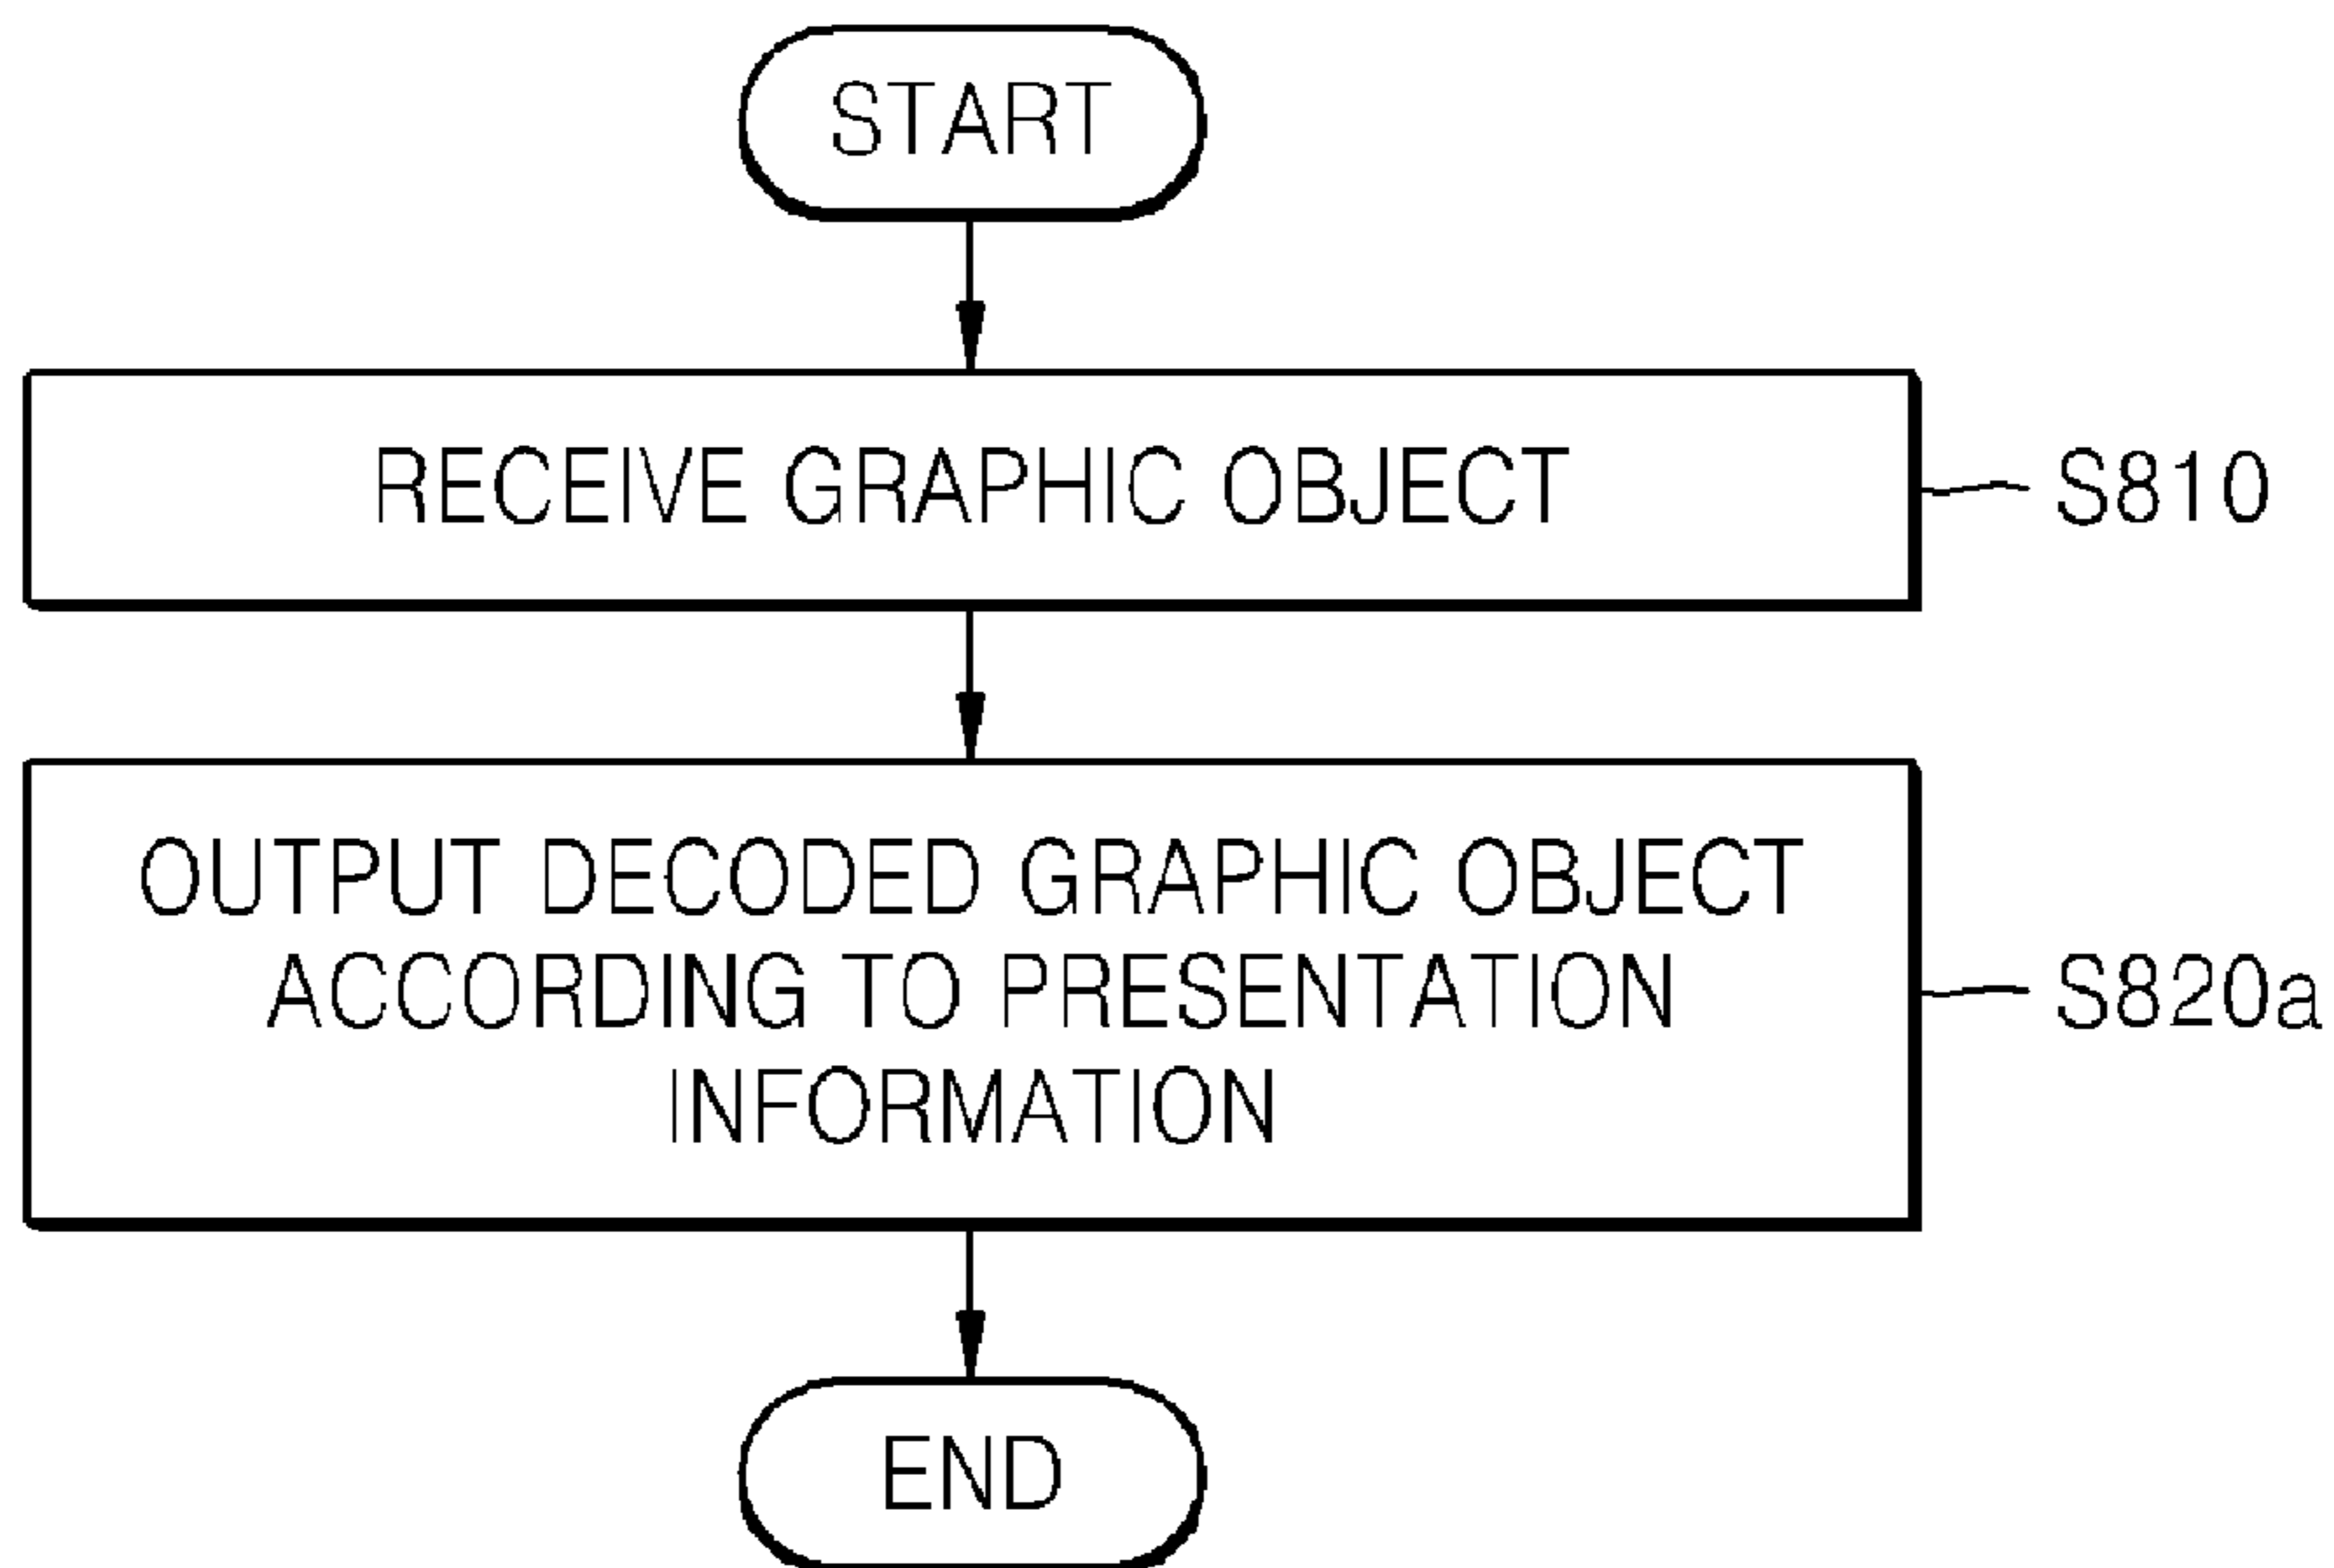 START
RECEIVE GRAPHIC OBJECT
S810
OUTPUT DECODED GRAPHIC OBJECT
ACCORDING TO PRESENTATION
INFORMATION
S820a
END